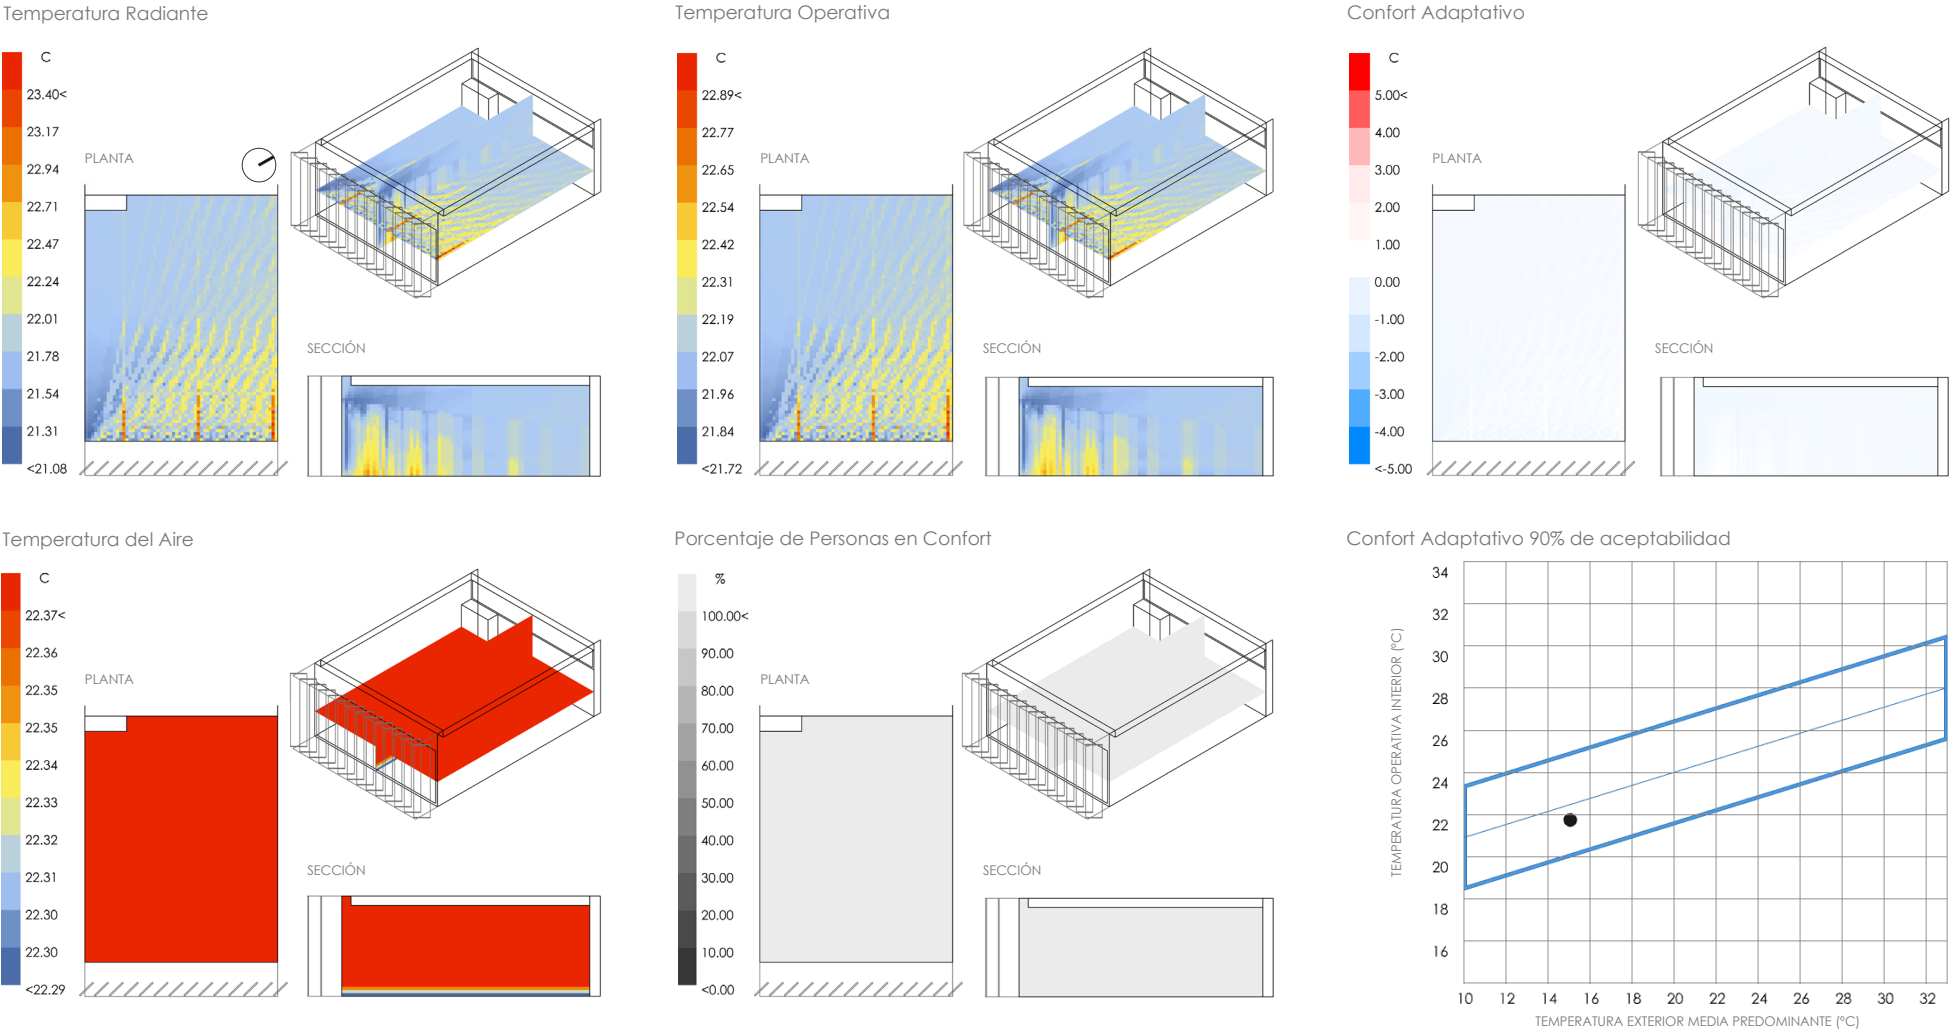 Temperatura Radiante
C
23.40<
23.17
22.94
22.71
22.47
22.24
22.01
21.78
21.54
21.31
<21.08
PLANTA
SECCIÓN
Temperatura Operativa
C
22.89<
22.77
22.65
22.54
22.42
22.31
22.19
22.07
21.96
21.84
<21.72
PLANTA
SECCIÓN
Confort Adaptativo
C
5.00<
4.00
3.00
2.00
1.00
0.00
-1.00
-2.00
-3.00
-4.00
<-5.00
PLANTA
SECCIÓN
Temperatura del Aire
C
22.37<
22.36
22.35
22.35
22.34
22.33
22.32
22.31
22.30
22.30
<22.29
PLANTA
SECCIÓN
Porcentaje de Personas en Confort
%
100.00<
90.00
80.00
70.00
60.00
50.00
40.00
30.00
20.00
10.00
<0.00
PLANTA
SECCIÓN
Confort Adaptativo 90% de aceptabilidad
TEMPERATURA OPERATIVA INTERIOR (ºC)
34
32
30
28
26
24
22
20
18
16
10 12 14 16 18 20 22 24 26 28 30 32
TEMPERATURA EXTERIOR MEDIA PREDOMINANTE (ºC)